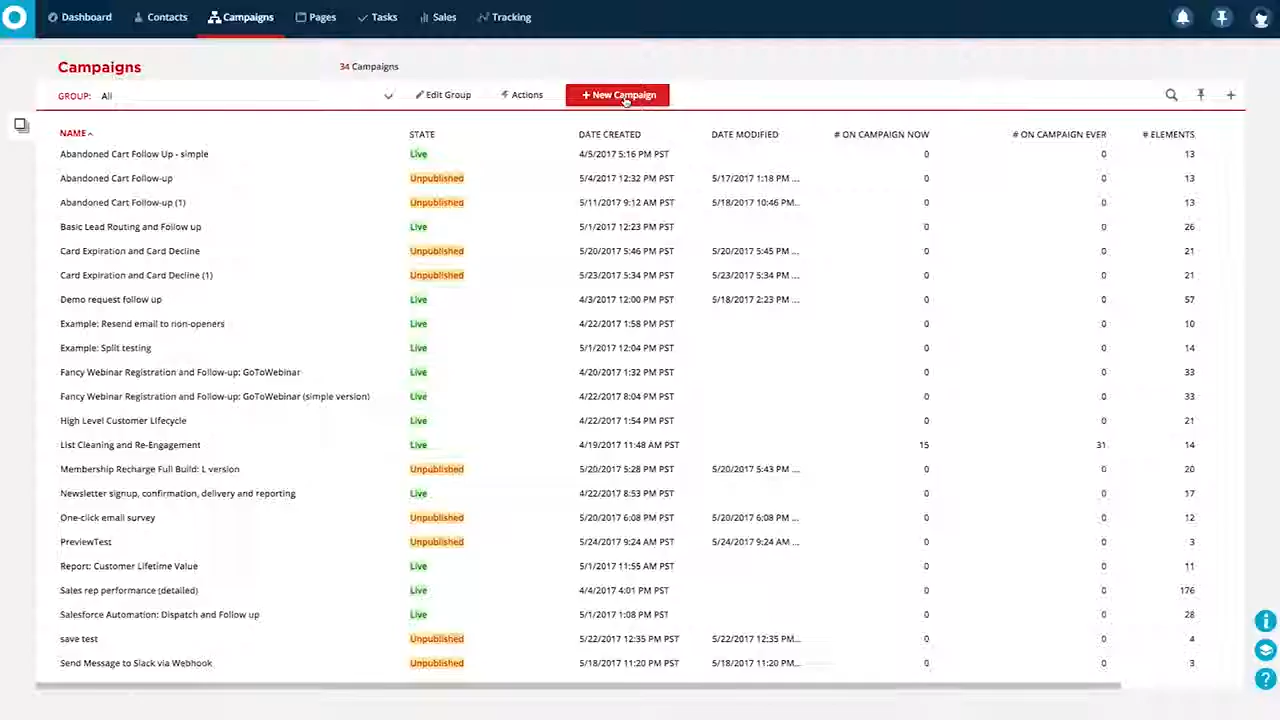 Dashboard Contacts Campaigns Pages Tasks Sales Tracking
Campaigns 34 Campaigns
GROUP: All Edit Group Actions + New Campaign
NAME STATE DATE CREATED DATE MODIFIED # ON CAMPAIGN NOW # ON CAMPAIGN EVER # ELEMENTS
Abandoned Cart Follow Up - simple Live 4/5/2017 5:16 PM PST 0 0 13
Abandoned Cart Follow-up Unpublished 5/4/2017 12:32 PM PST 5/17/2017 1:18 PM ... 0 0 13
Abandoned Cart Follow-up (1) Unpublished 5/11/2017 9:12 AM PST 5/18/2017 10:46 PM... 0 0 13
Basic Lead Routing and Follow up Live 5/1/2017 12:23 PM PST 0 0 26
Card Expiration and Card Decline Unpublished 5/20/2017 5:46 PM PST 5/20/2017 5:45 PM ... 0 0 21
Card Expiration and Card Decline (1) Unpublished 5/23/2017 5:34 PM PST 5/23/2017 5:34 PM ... 0 0 21
Demo request follow up Live 4/3/2017 12:00 PM PST 5/18/2017 2:23 PM ... 0 0 57
Example: Resend email to non-openers Live 4/22/2017 1:58 PM PST 0 0 10
Example: Split testing Live 5/1/2017 12:04 PM PST 0 0 14
Fancy Webinar Registration and Follow-up: GoToWebinar Live 4/20/2017 1:32 PM PST 0 0 33
Fancy Webinar Registration and Follow-up: GoToWebinar (simple version) Live 4/22/2017 8:04 PM PST 0 0 33
High Level Customer Lifecycle Live 4/22/2017 1:54 PM PST 0 0 21
List Cleaning and Re-Engagement Live 4/19/2017 11:48 AM PST 15 31 14
Membership Recharge Full Build: L version Unpublished 5/20/2017 5:28 PM PST 5/20/2017 5:43 PM ... 0 0 20
Newsletter signup, confirmation, delivery and reporting Live 4/22/2017 8:53 PM PST 0 0 17
One-click email survey Unpublished 5/20/2017 6:08 PM PST 5/20/2017 6:08 PM ... 0 0 12
PreviewTest Unpublished 5/24/2017 9:24 AM PST 5/24/2017 9:24 AM ... 0 0 3
Report: Customer Lifetime Value Live 5/1/2017 11:55 AM PST 0 0 11
Sales rep performance (detailed) Live 4/4/2017 4:01 PM PST 0 0 176
Salesforce Automation: Dispatch and Follow up Live 5/1/2017 1:08 PM PST 0 0 28
save test Unpublished 5/22/2017 12:35 PM PST 5/22/2017 12:35 PM... 0 0 4
Send Message to Slack via Webhook Unpublished 5/18/2017 11:20 PM PST 5/18/2017 11:20 PM... 0 0 3